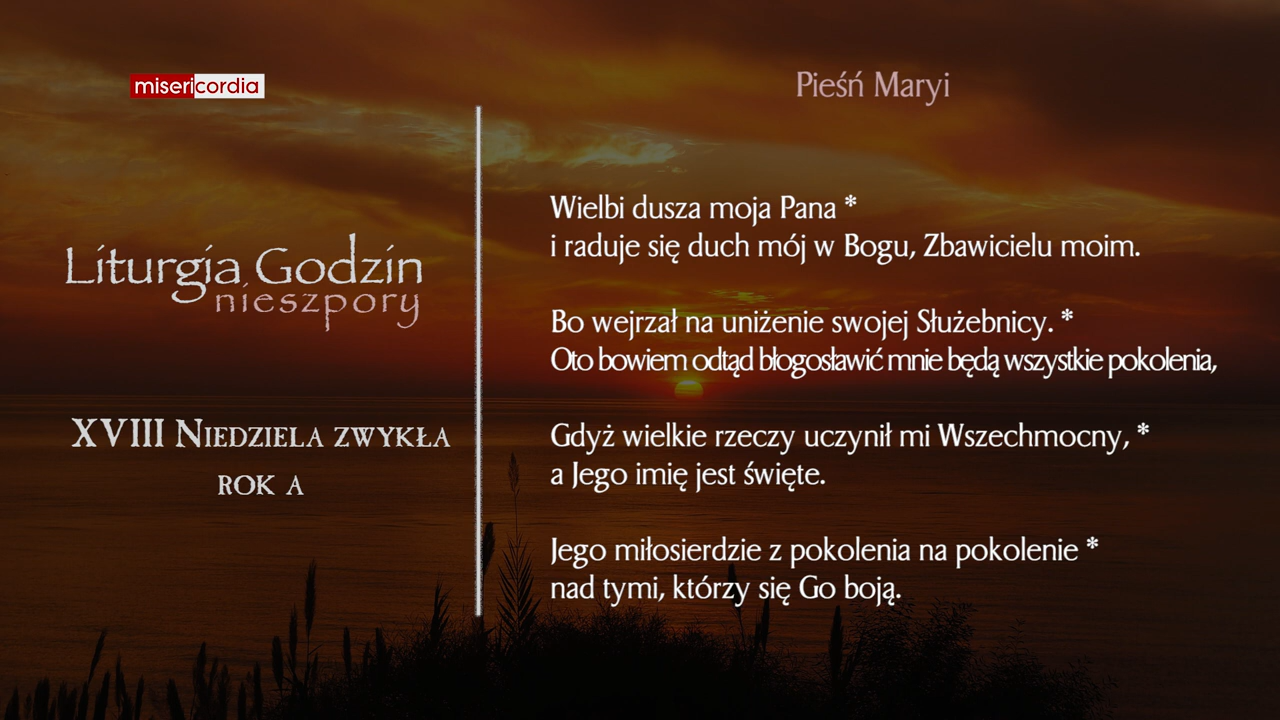 misericordia
Liturgia Godzin
nieszpory
XVIII Niedziela zwykła
rok A
Pieśń Maryi
Wielbi dusza moja Pana *
i raduje się duch mój w Bogu, Zbawicielu moim.
Bo wejrzał na uniżenie swojej Służebnicy. *
Oto bowiem odtąd błogosławić mnie będą wszystkie pokolenia,
Gdyż wielkie rzeczy uczynił mi Wszechmocny, *
a Jego imię jest święte.
Jego miłosierdzie z pokolenia na pokolenie *
nad tymi, którzy się Go boją.